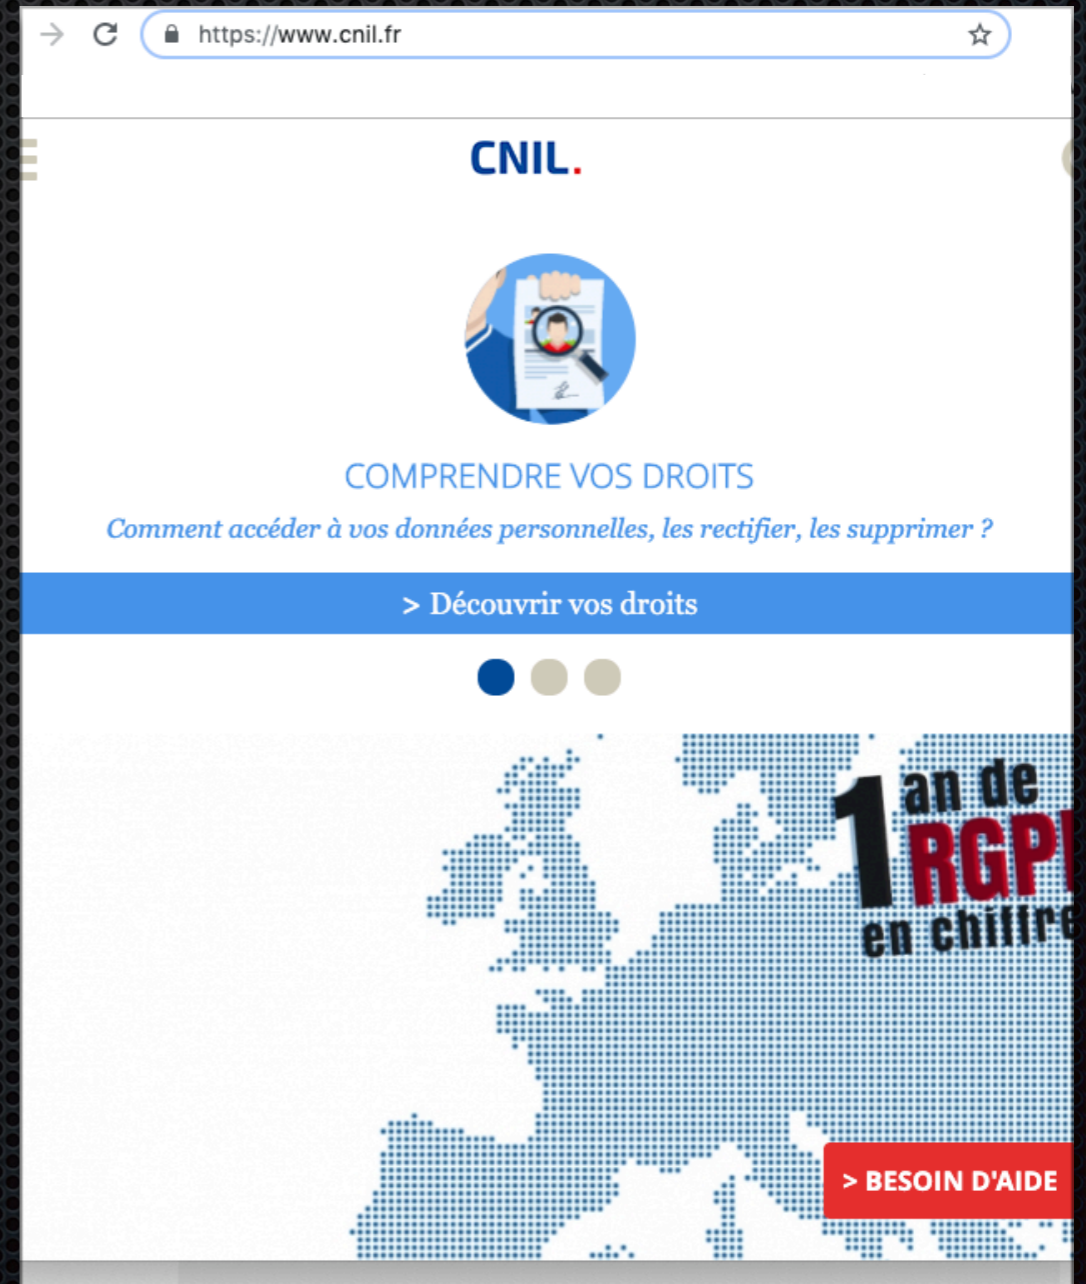 https://www.cnil.fr
CNIL.
COMPRENDRE VOS DROITS
Comment accéder à vos données personnelles, les rectifier, les supprimer ?
> Découvrir vos droits
1 an de
RGP
en chiffre
> BESOIN D'AIDE